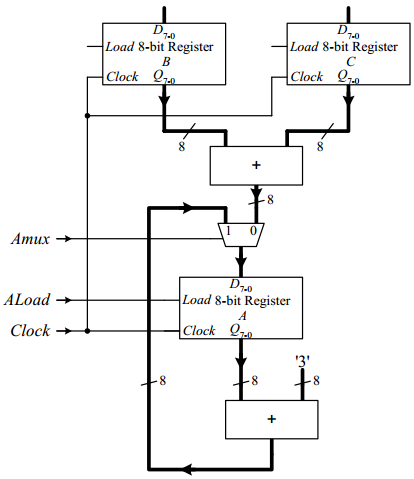 D7-0 D7-0
Load 8-bit Register Load 8-bit Register
B C
Clock Q7-0 Clock Q7-0
8 8
+
8
1 0
Amux
D7-0
ALoad Load 8-bit Register
A
Clock Clock Q7-0
'3'
8 8 8
+